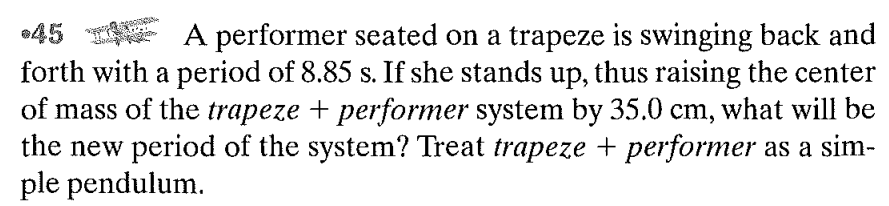 •45 A performer seated on a trapeze is swinging back and
forth with a period of 8.85 s. If she stands up, thus raising the center
of mass of the trapeze + performer system by 35.0 cm, what will be
the new period of the system? Treat trapeze + performer as a sim-
ple pendulum.